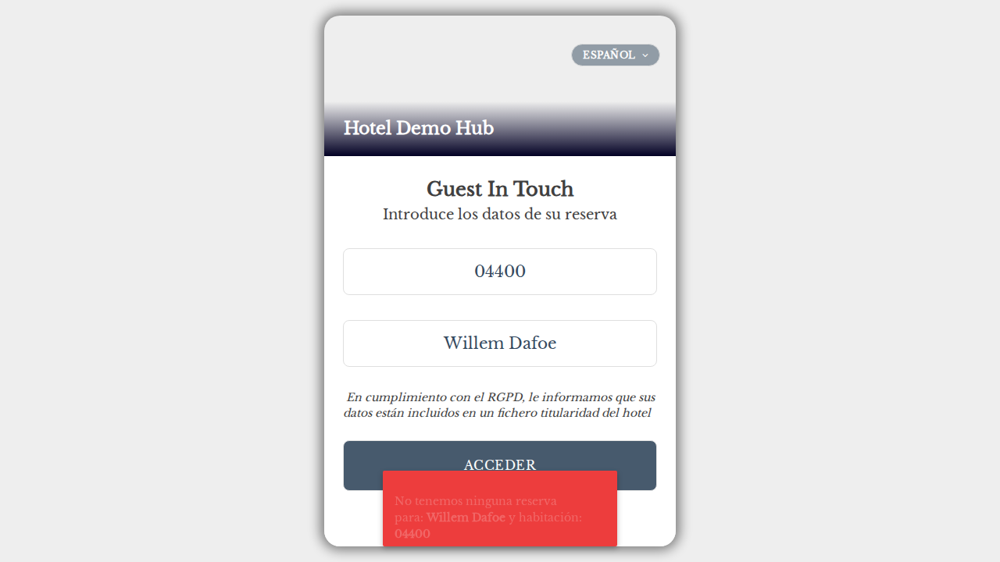 ESPAÑOL
Hotel Demo Hub
Guest In Touch
Introduce los datos de su reserva
04400
Willem Dafoe
En cumplimiento con el RGPD, le informamos que sus
datos están incluidos en un fichero titularidad del hotel
ACCEDER
No tenemos ninguna reserva
para: Willem Dafoe y habitación:
04400